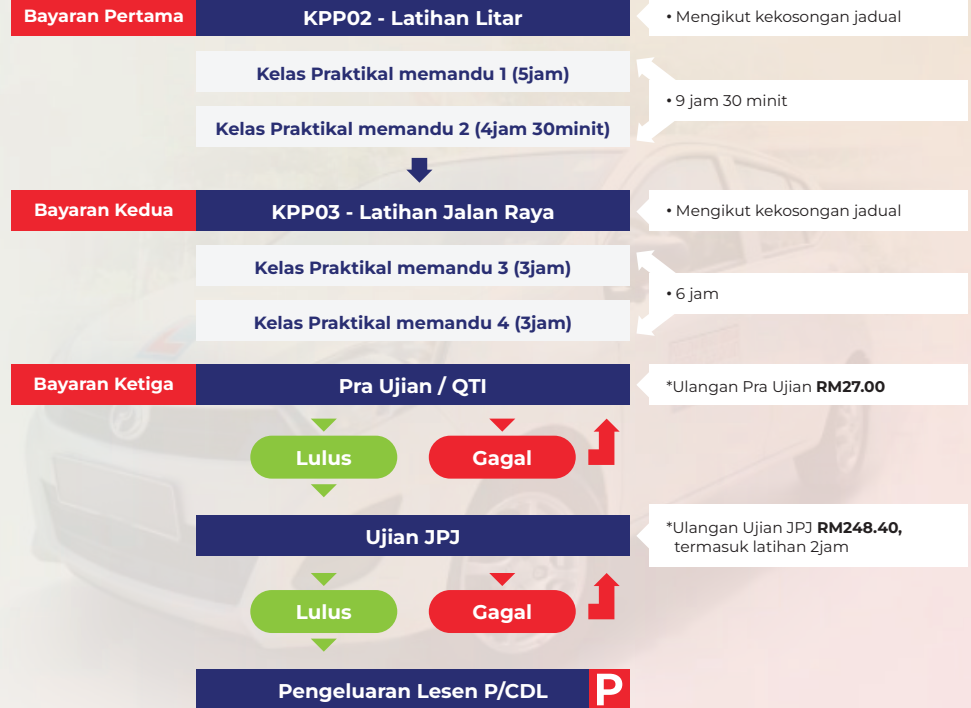 Bayaran Pertama
KPP02 - Latihan Litar
• Mengikut kekosongan jadual
Kelas Praktikal memandu 1 (5jam)
• 9 jam 30 minit
Kelas Praktikal memandu 2 (4jam 30minit)
Bayaran Kedua
KPP03 - Latihan Jalan Raya
• Mengikut kekosongan jadual
Kelas Praktikal memandu 3 (3jam)
• 6 jam
Kelas Praktikal memandu 4 (3jam)
Bayaran Ketiga
Pra Ujian / QTI
*Ulangan Pra Ujian RM27.00
Lulus
Gagal
Ujian JPJ
*Ulangan Ujian JPJ RM248.40,
termasuk latihan 2jam
Lulus
Gagal
Pengeluaran Lesen P/CDL
P